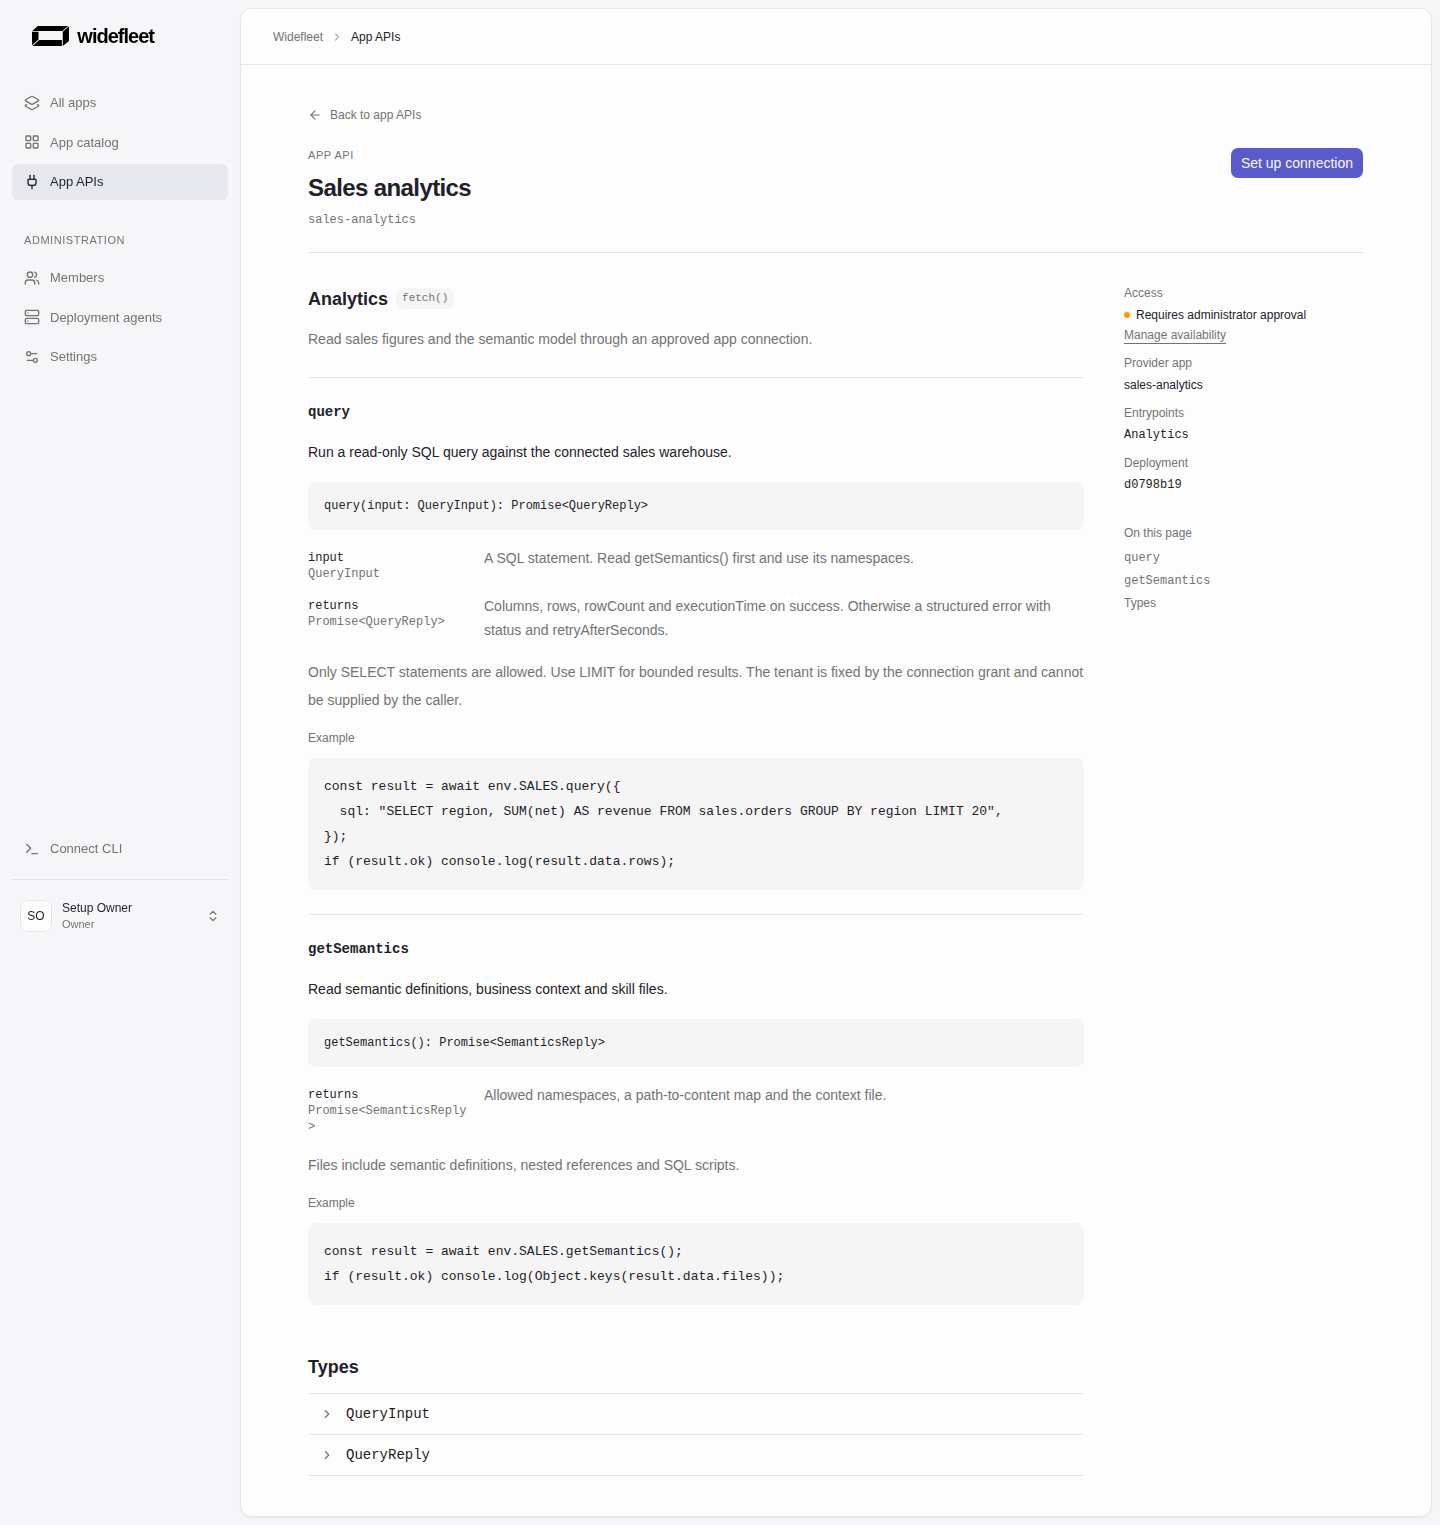 widefleet
All apps
App catalog
App APIs
ADMINISTRATION
Members
Deployment agents
Settings
Connect CLI
SO
Setup Owner
Owner
Widefleet
App APIs
Back to app APIs
APP API
Set up connection
Sales analytics
sales-analytics
Analytics fetch()
Read sales figures and the semantic model through an approved app connection.
query
Run a read-only SQL query against the connected sales warehouse.
query(input: QueryInput): Promise<QueryReply>
input
QueryInput
A SQL statement. Read getSemantics() first and use its namespaces.
returns
Promise<QueryReply>
Columns, rows, rowCount and executionTime on success. Otherwise a structured error with
status and retryAfterSeconds.
Only SELECT statements are allowed. Use LIMIT for bounded results. The tenant is fixed by the connection grant and cannot
be supplied by the caller.
Example
const result = await env.SALES.query({
  sql: "SELECT region, SUM(net) AS revenue FROM sales.orders GROUP BY region LIMIT 20",
});
if (result.ok) console.log(result.data.rows);
getSemantics
Read semantic definitions, business context and skill files.
getSemantics(): Promise<SemanticsReply>
returns
Promise<SemanticsReply
>
Allowed namespaces, a path-to-content map and the context file.
Files include semantic definitions, nested references and SQL scripts.
Example
const result = await env.SALES.getSemantics();
if (result.ok) console.log(Object.keys(result.data.files));
Types
QueryInput
QueryReply
Access
Requires administrator approval
Manage availability
Provider app
sales-analytics
Entrypoints
Analytics
Deployment
d0798b19
On this page
query
getSemantics
Types